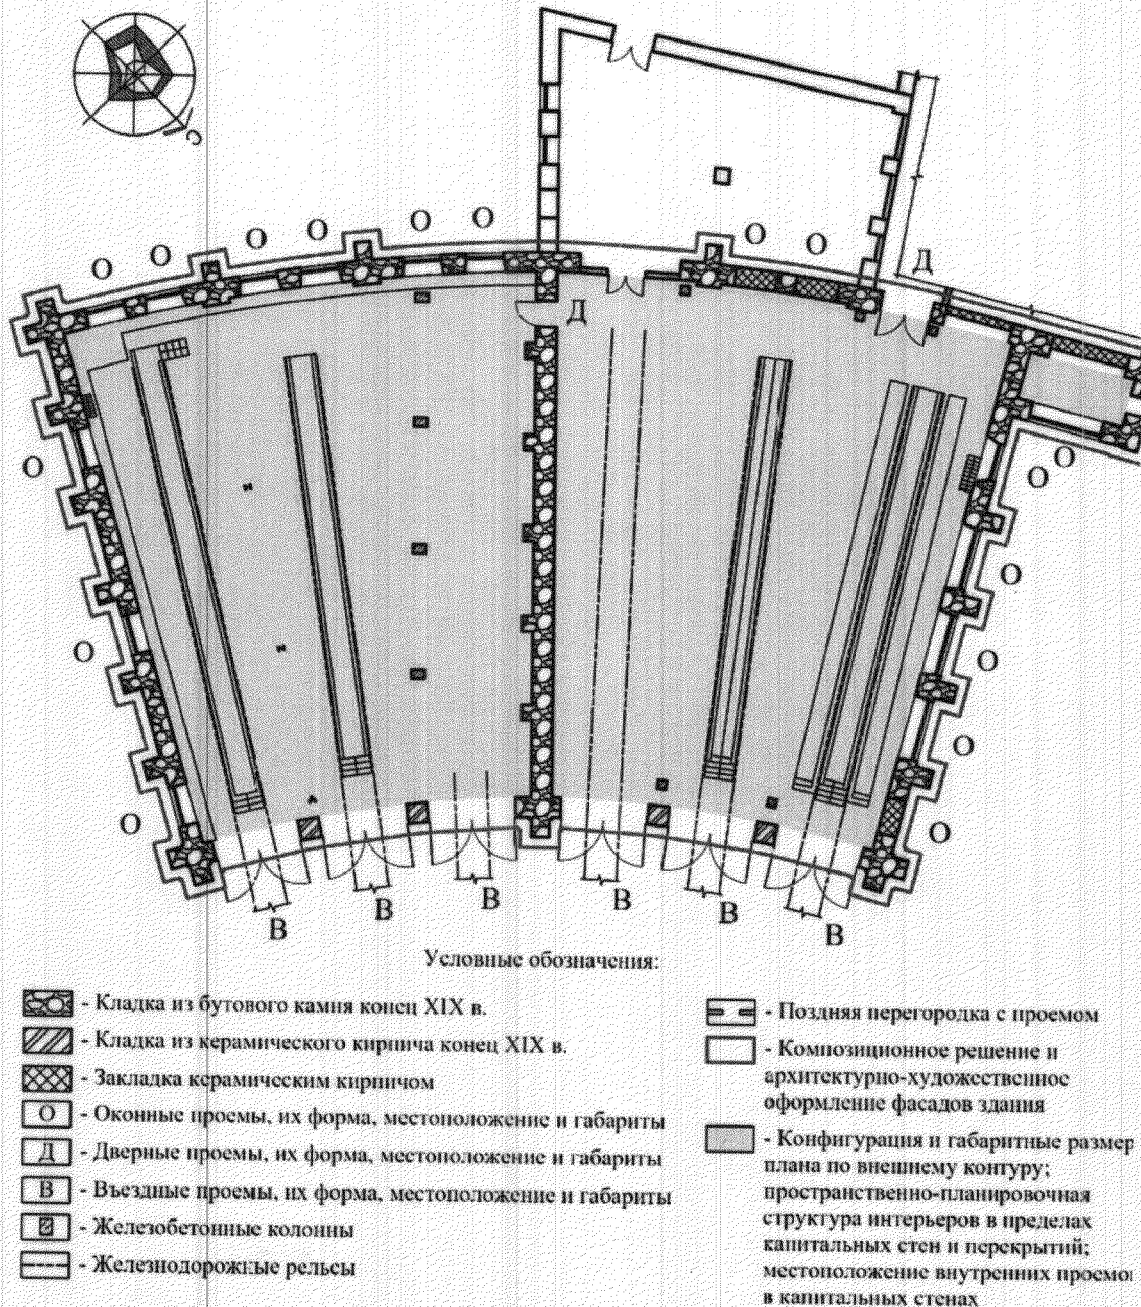 С
О О О О О О О О
Д
Д
О О О
О
О О
О
О О
В В В В В В
Условные обозначения:
- Кладка из бутового камня конец XIX в.
- Кладка из керамического кирпича конец XIX в.
- Закладка керамическим кирпичом
О - Оконные проемы, их форма, местоположение и габариты
Д - Дверные проемы, их форма, местоположение и габариты
В - Въездные проемы, их форма, местоположение и габариты
- Железобетонные колонны
- Железнодорожные рельсы
- Поздняя перегородка с проемом
- Композиционное решение и
архитектурно-художественное
оформление фасадов здания
- Конфигурация и габаритные размер
плана по внешнему контуру;
пространственно-планировочная
структура интерьеров в пределах
капитальных стен и перекрытий;
местоположение внутренних проемо
в капитальных стенах